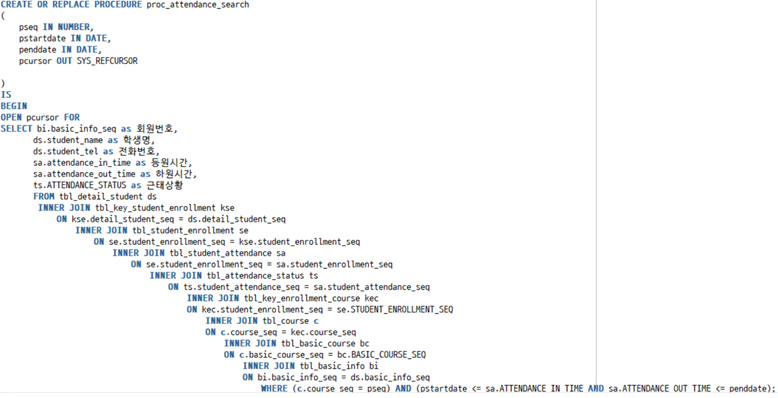 CREATE OR REPLACE PROCEDURE proc_attendance_search
(
pseq IN NUMBER,
pstartdate IN DATE,
penddate IN DATE,
pcursor OUT SYS_REFCURSOR
)
IS
BEGIN
OPEN pcursor FOR
SELECT bi.basic_info_seq as 회원번호,
ds.student_name as 학생명,
ds.student_tel as 전화번호,
sa.attendance_in_time as 등원시간,
sa.attendance_out_time as 하원시간,
ts.ATTENDANCE_STATUS as 근태상황
FROM tbl_detail_student ds
INNER JOIN tbl_key_student_enrollment kse
ON kse.detail_student_seq = ds.detail_student_seq
INNER JOIN tbl_student_enrollment se
ON se.student_enrollment_seq = kse.student_enrollment_seq
INNER JOIN tbl_student_attendance sa
ON se.student_enrollment_seq = sa.student_enrollment_seq
INNER JOIN tbl_attendance_status ts
ON ts.student_attendance_seq = sa.student_attendance_seq
INNER JOIN tbl_key_enrollment_course kec
ON kec.student_enrollment_seq = se.STUDENT_ENROLLMENT_SEQ
INNER JOIN tbl_course c
ON c.course_seq = kec.course_seq
INNER JOIN tbl_basic_course bc
ON c.basic_course_seq = bc.BASIC_COURSE_SEQ
INNER JOIN tbl_basic_info bi
ON bi.basic_info_seq = ds.basic_info_seq
WHERE (c.course_seq = pseq) AND (pstartdate <= sa.ATTENDANCE_IN_TIME AND sa.ATTENDANCE_OUT_TIME <= penddate);